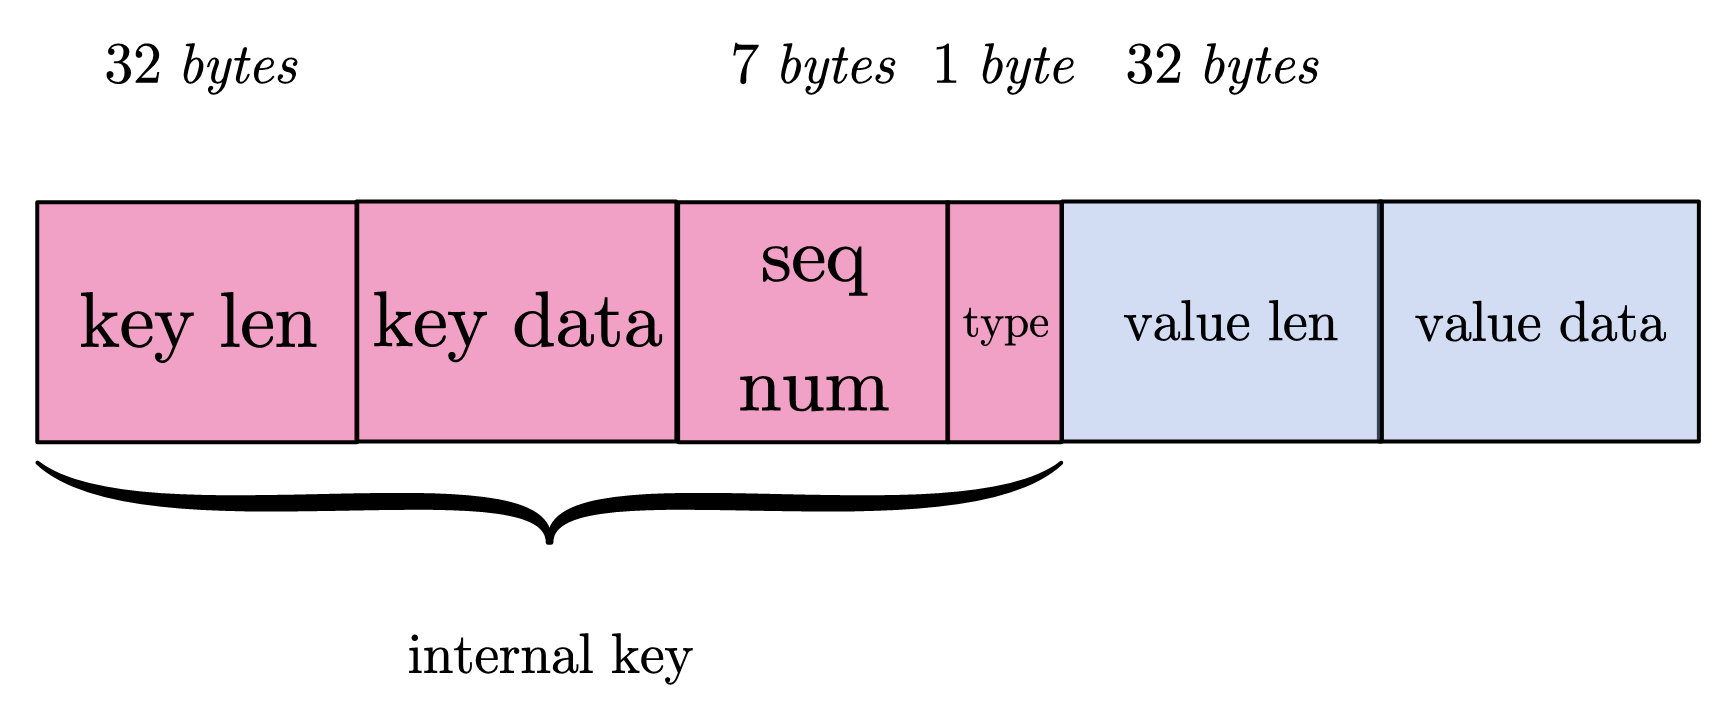 32 bytes 7 bytes 1 byte 32 bytes
key len key data seq num type value len value data
internal key